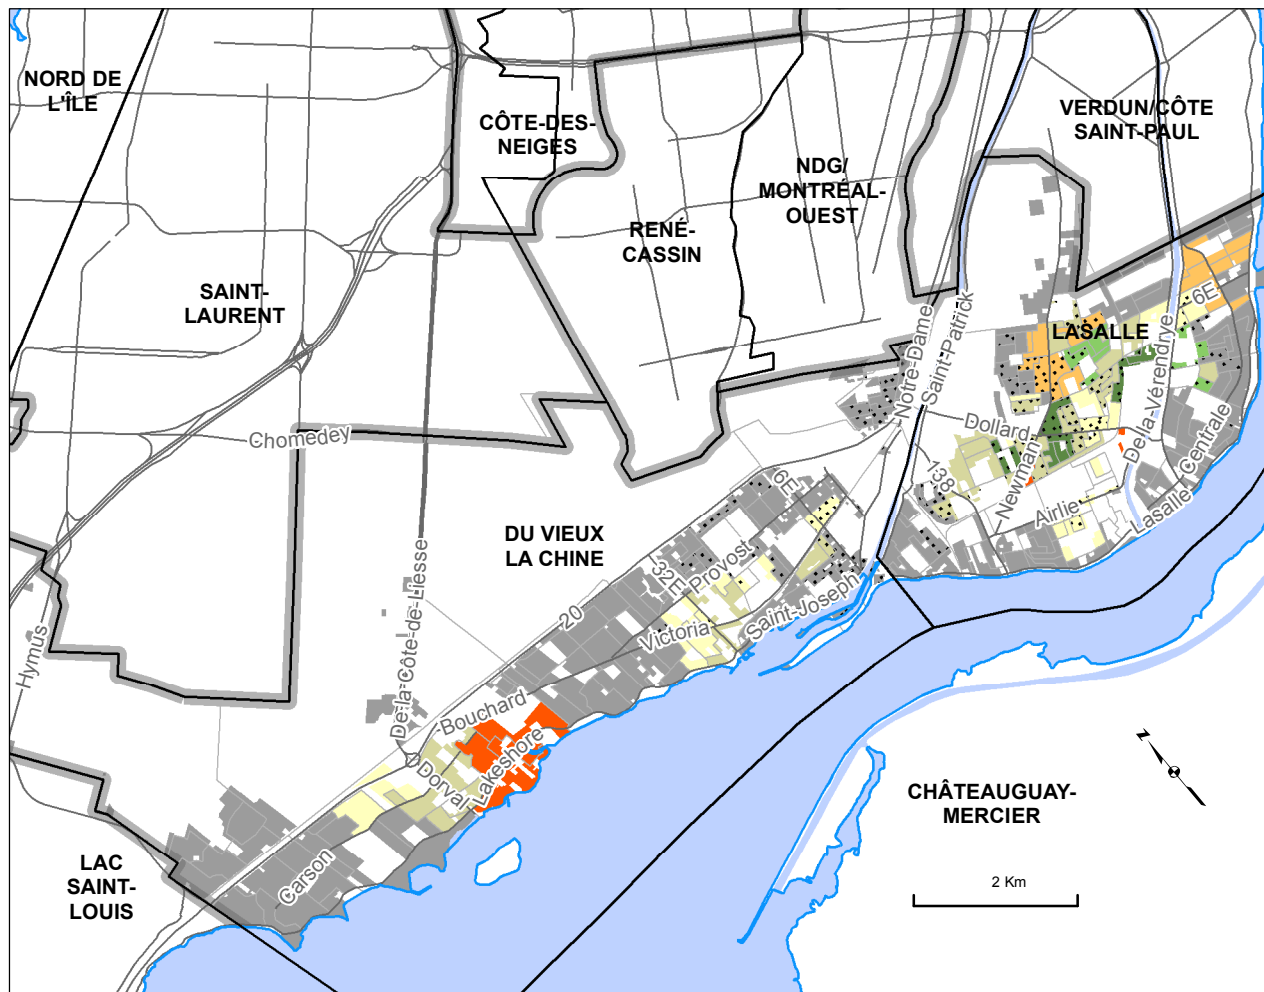 NORD DE
L'ÎLE
CÔTE-DES-
NEIGES
VERDUN/CÔTE
SAINT-PAUL
NDG/
MONTRÉAL-
OUEST
RENÉ-
CASSIN
SAINT-
LAURENT
LASALLE
6E
Notre-Dame
Saint-Patrick
De-la-Vérendrye
Chomedey
Dollard
Newman
138
Centrale
Lasalle
Airlie
6E
DU VIEUX
LA CHINE
Provost
32E
20
Saint-Joseph
Victoria
De-la-Côte-de-Liesse
Hymus
Bouchard
Lakeshore
Dorval
Carson
LAC
SAINT-
LOUIS
CHÂTEAUGUAY-
MERCIER
N
2 Km